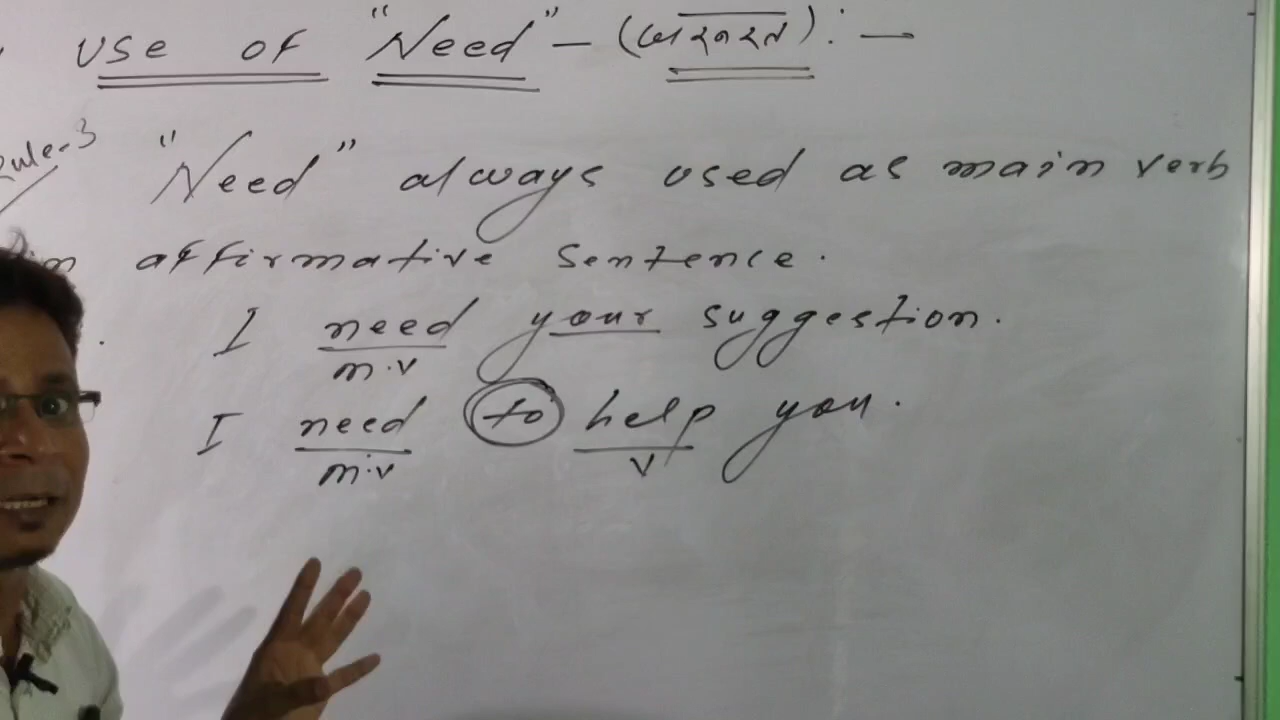 Use of "Need" – ( ) : —
Rule-3 "Need" always used as main verb
in affirmative sentence.
I need your suggestion.
m.v
I need to help you.
m.v v